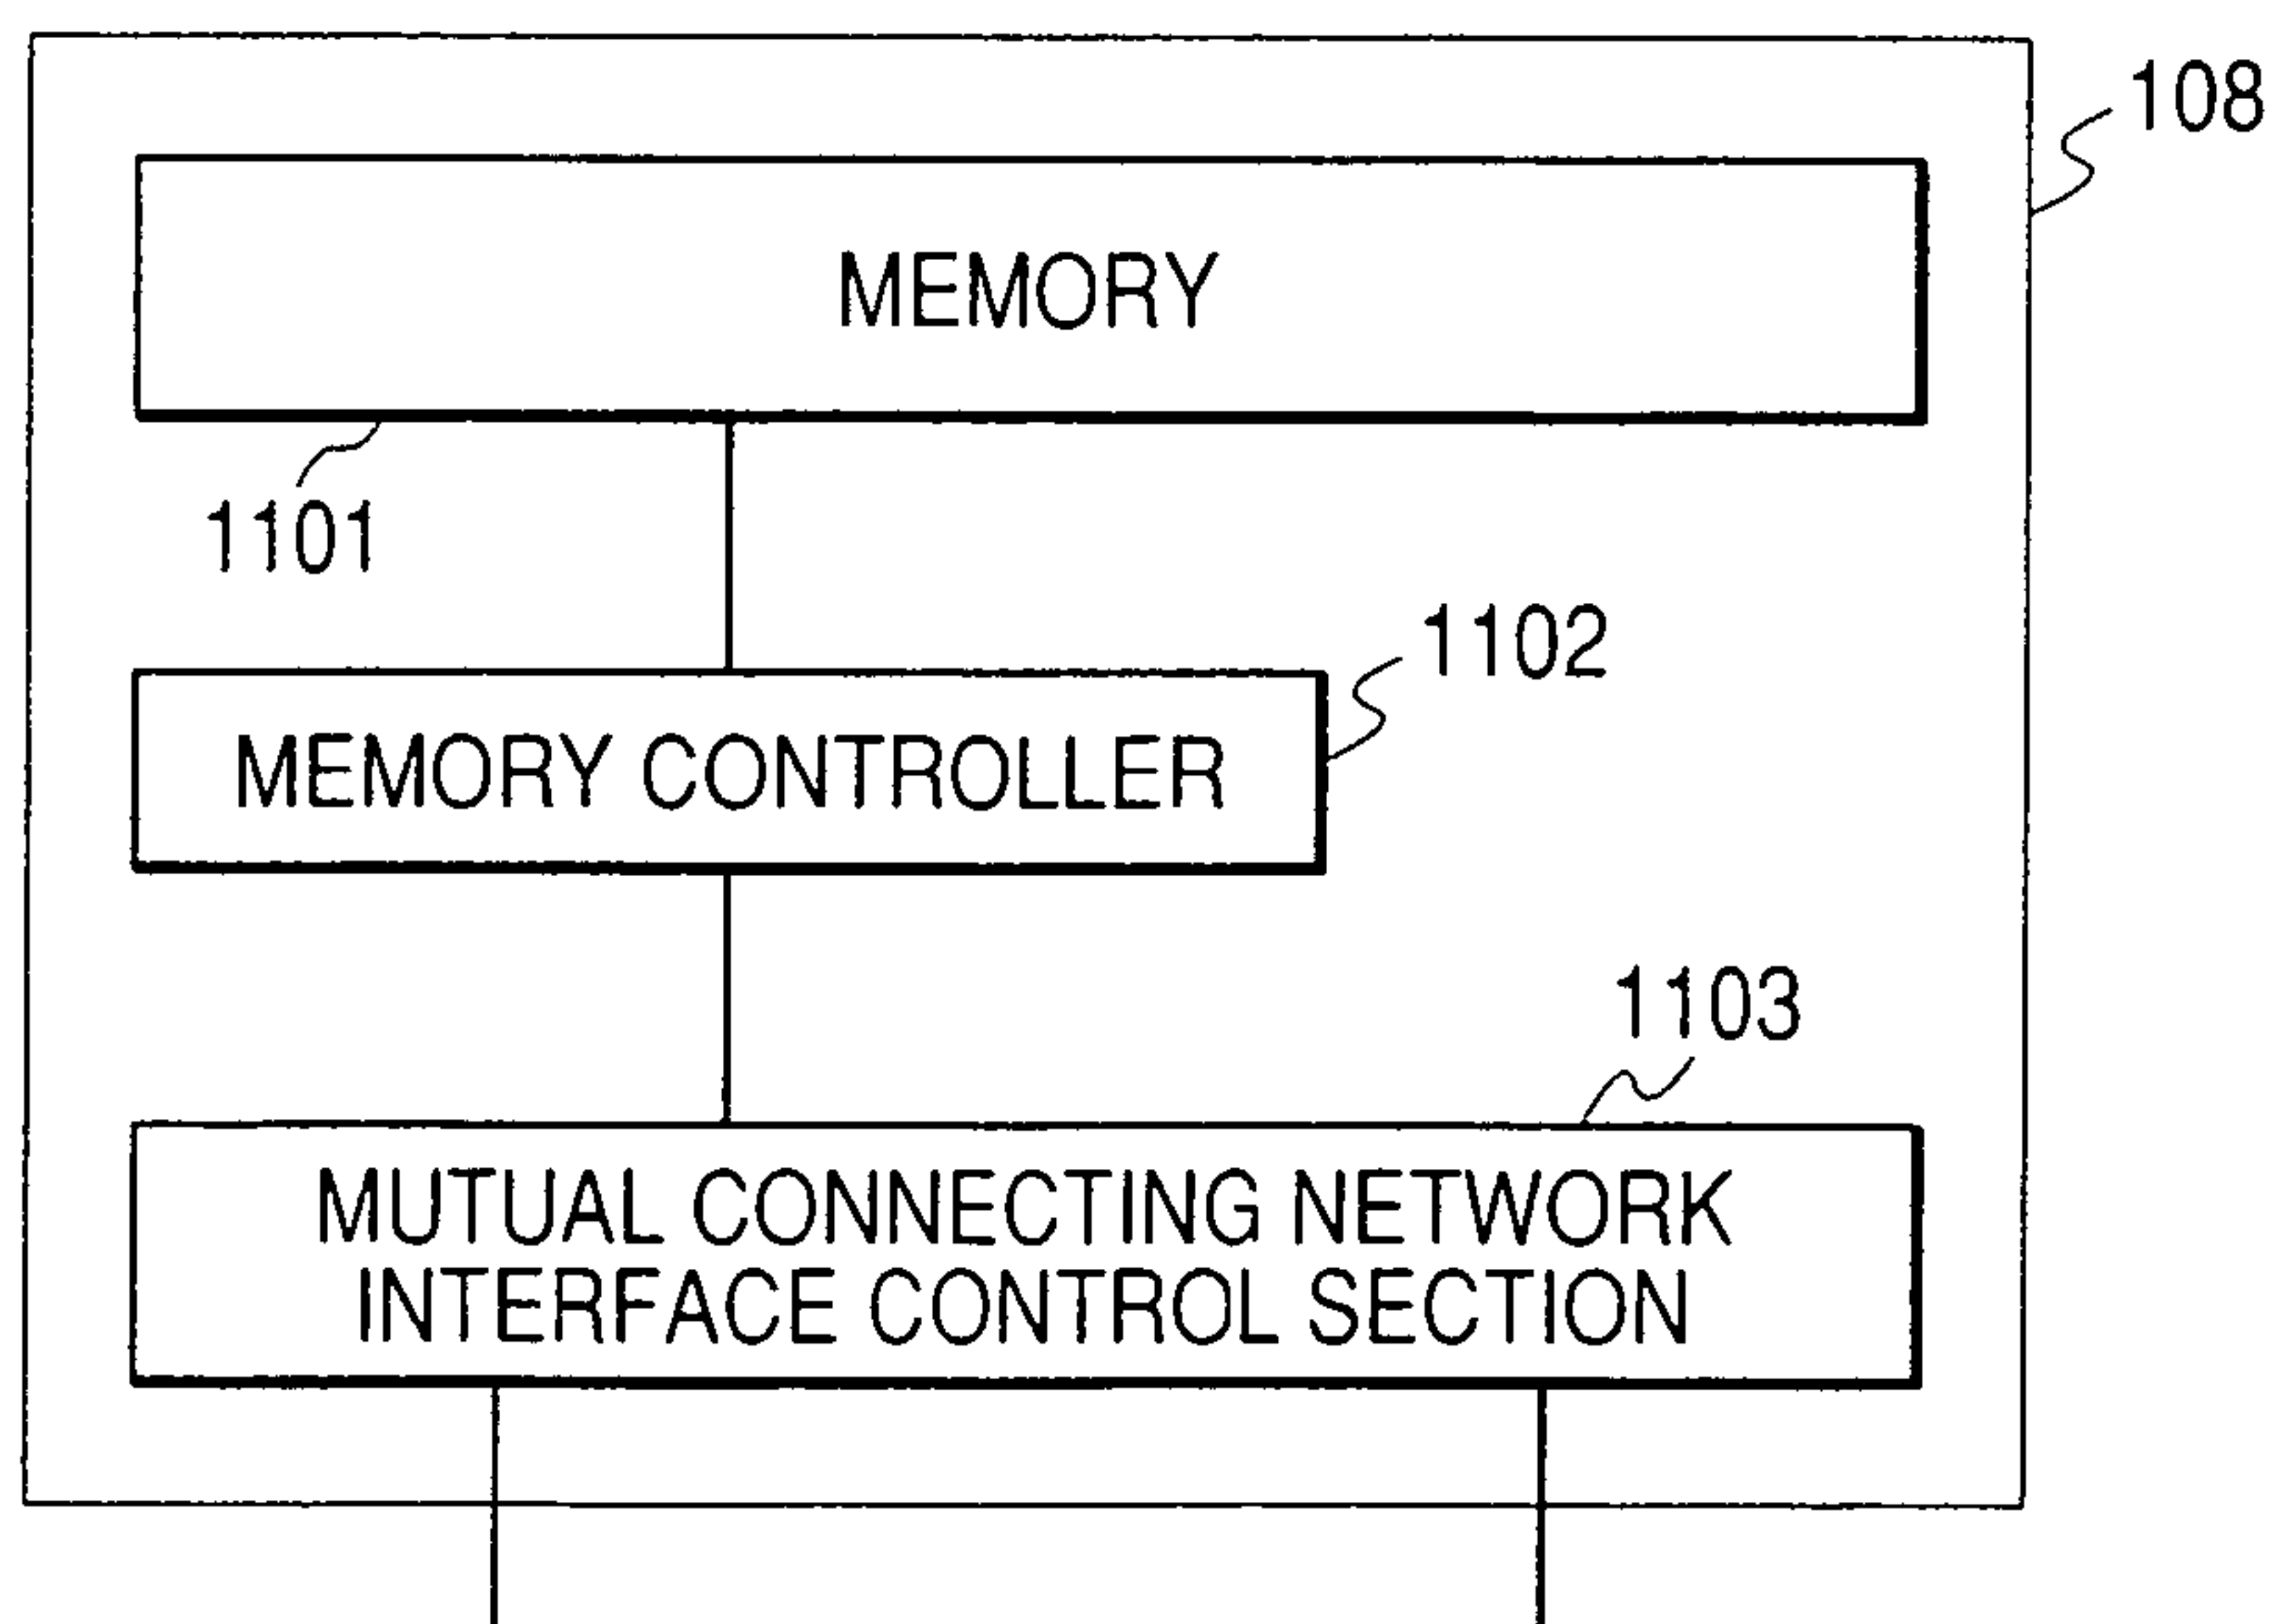 108
MEMORY
1101
1102
MEMORY CONTROLLER
1103
MUTUAL CONNECTING NETWORK
INTERFACE CONTROL SECTION